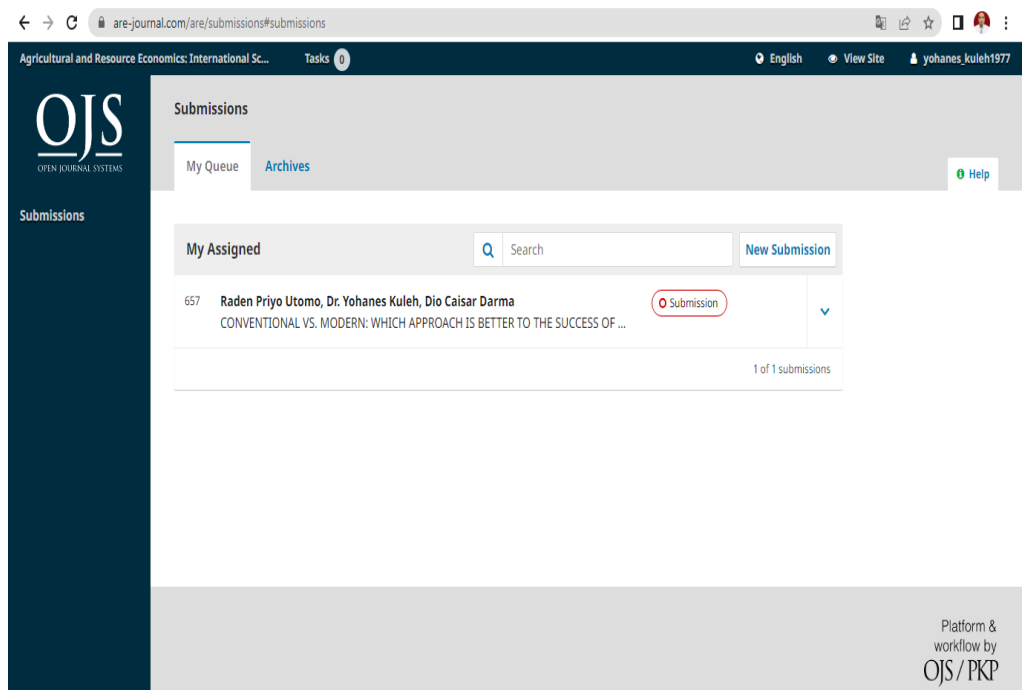 are-journal.com/are/submissions#submissions
Agricultural and Resource Economics: International Sc... Tasks 0 English View Site yohanes_kuleh1977
OJS
OPEN JOURNAL SYSTEMS
Submissions
Submissions
My Queue Archives
Help
My Assigned Search New Submission
657 Raden Priyo Utomo, Dr. Yohanes Kuleh, Dio Caisar Darma Submission
CONVENTIONAL VS. MODERN: WHICH APPROACH IS BETTER TO THE SUCCESS OF ...
1 of 1 submissions
Platform &
workflow by
OJS / PKP